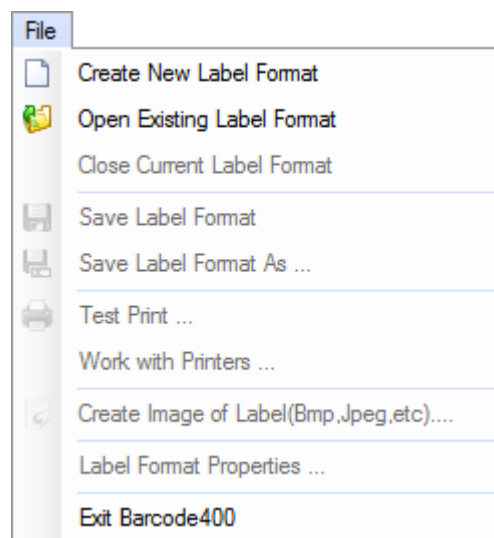 File
Create New Label Format
Open Existing Label Format
Close Current Label Format
Save Label Format
Save Label Format As ...
Test Print ...
Work with Printers ...
Create Image of Label(Bmp,Jpeg,etc)....
Label Format Properties ...
Exit Barcode400